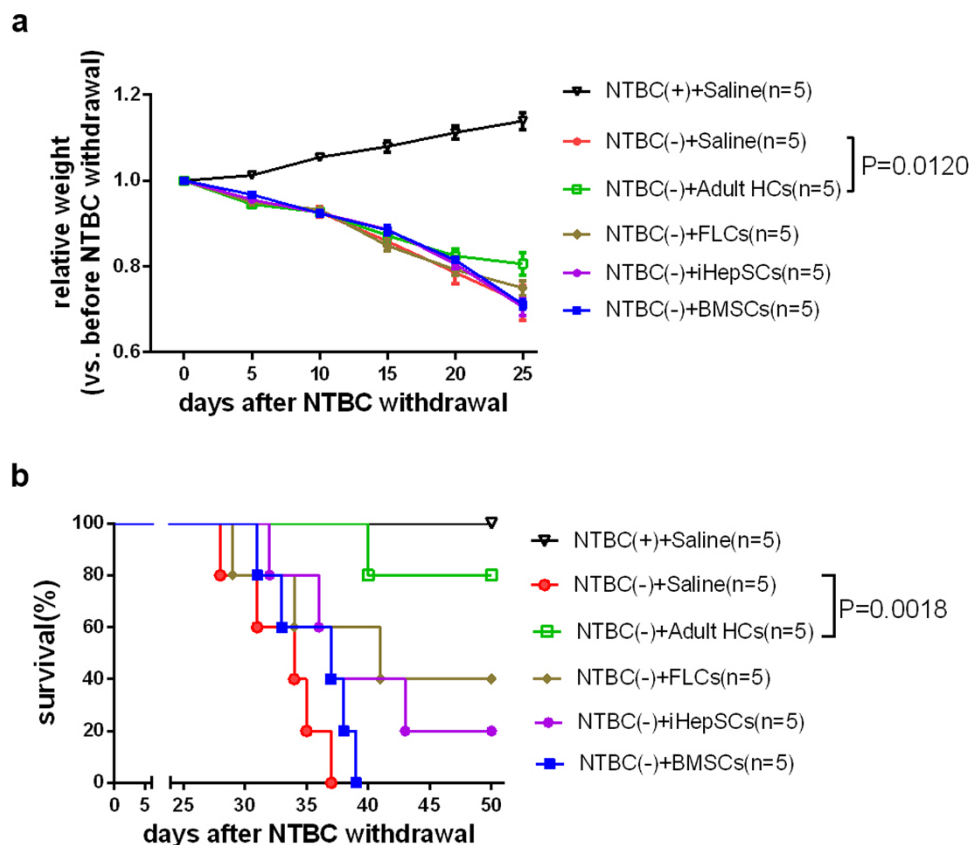 a
relative weight
(vs. before NTBC withdrawal)
1.2
1.0
0.8
0.6
0 5 10 15 20 25
days after NTBC withdrawal
NTBC(+)+Saline(n=5)
NTBC(-)+Saline(n=5)
NTBC(-)+Adult HCs(n=5)
NTBC(-)+FLCs(n=5)
NTBC(-)+iHepSCs(n=5)
NTBC(-)+BMSCs(n=5)
P=0.0120
b
survival(%)
100
80
60
40
20
0
0 5 25 30 35 40 45 50
days after NTBC withdrawal
NTBC(+)+Saline(n=5)
NTBC(-)+Saline(n=5)
NTBC(-)+Adult HCs(n=5)
NTBC(-)+FLCs(n=5)
NTBC(-)+iHepSCs(n=5)
NTBC(-)+BMSCs(n=5)
P=0.0018